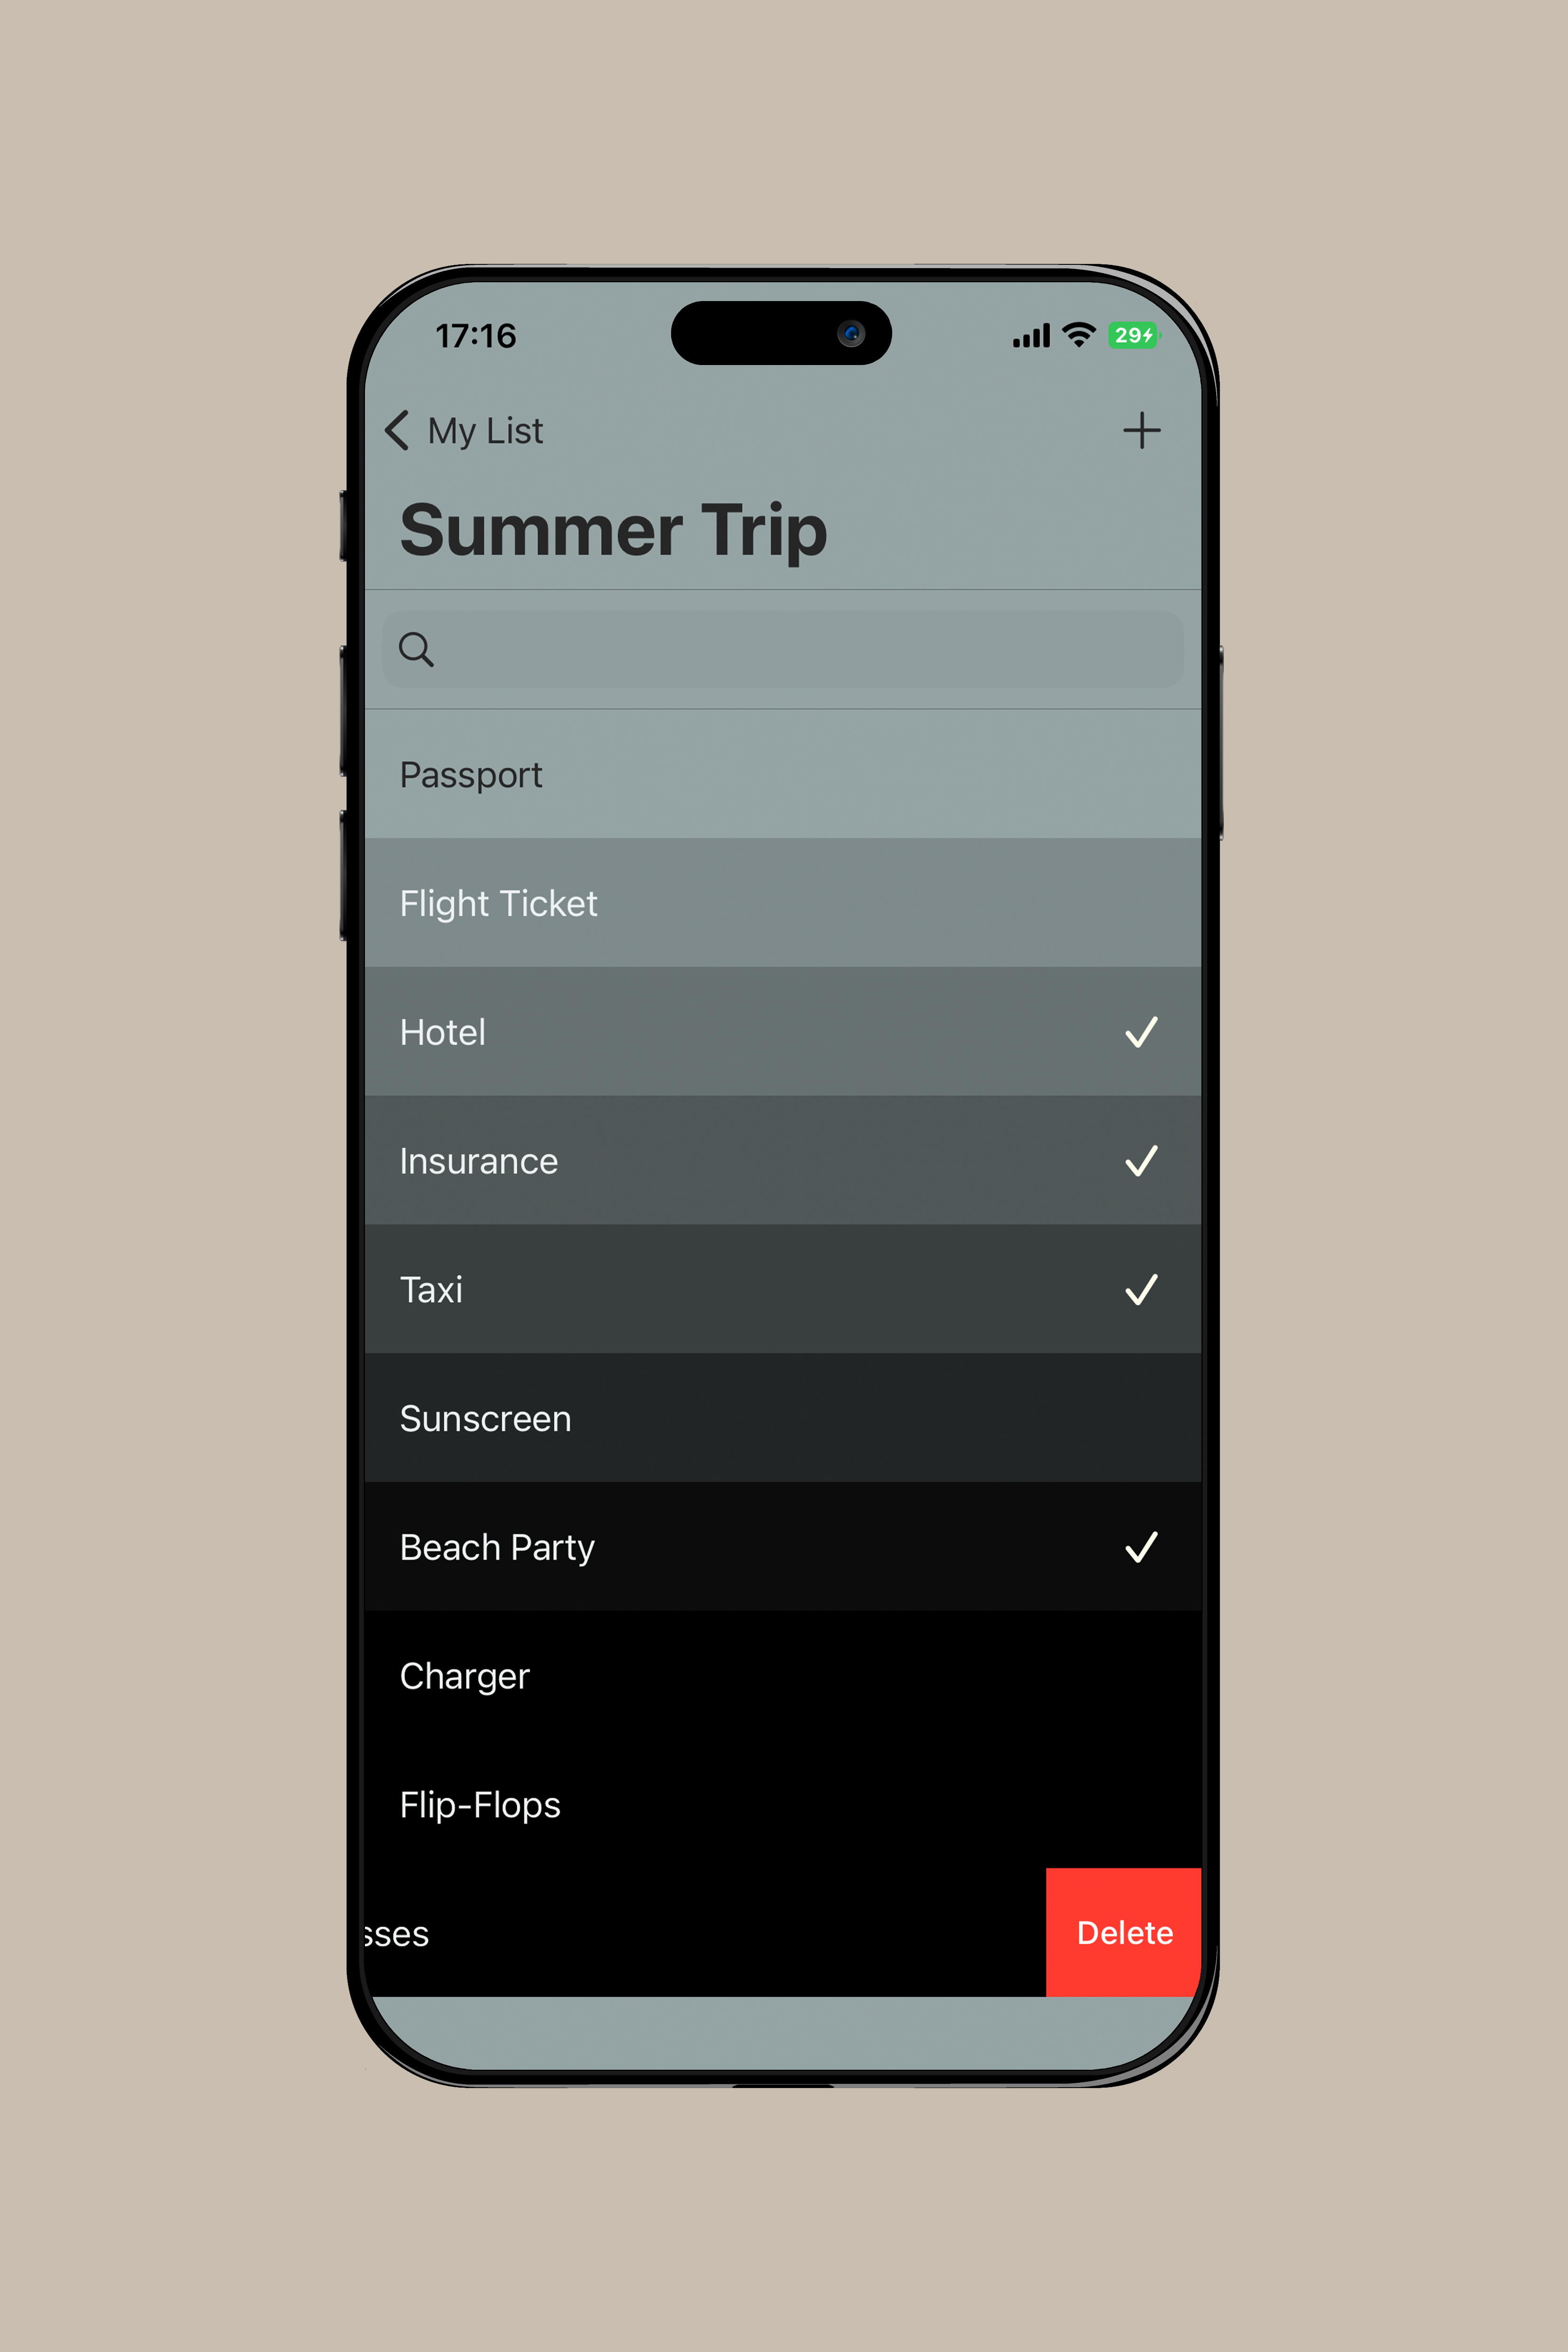 17:16
29
My List
Summer Trip
Passport
Flight Ticket
Hotel
Insurance
Taxi
Sunscreen
Beach Party
Charger
Flip-Flops
sses
Delete